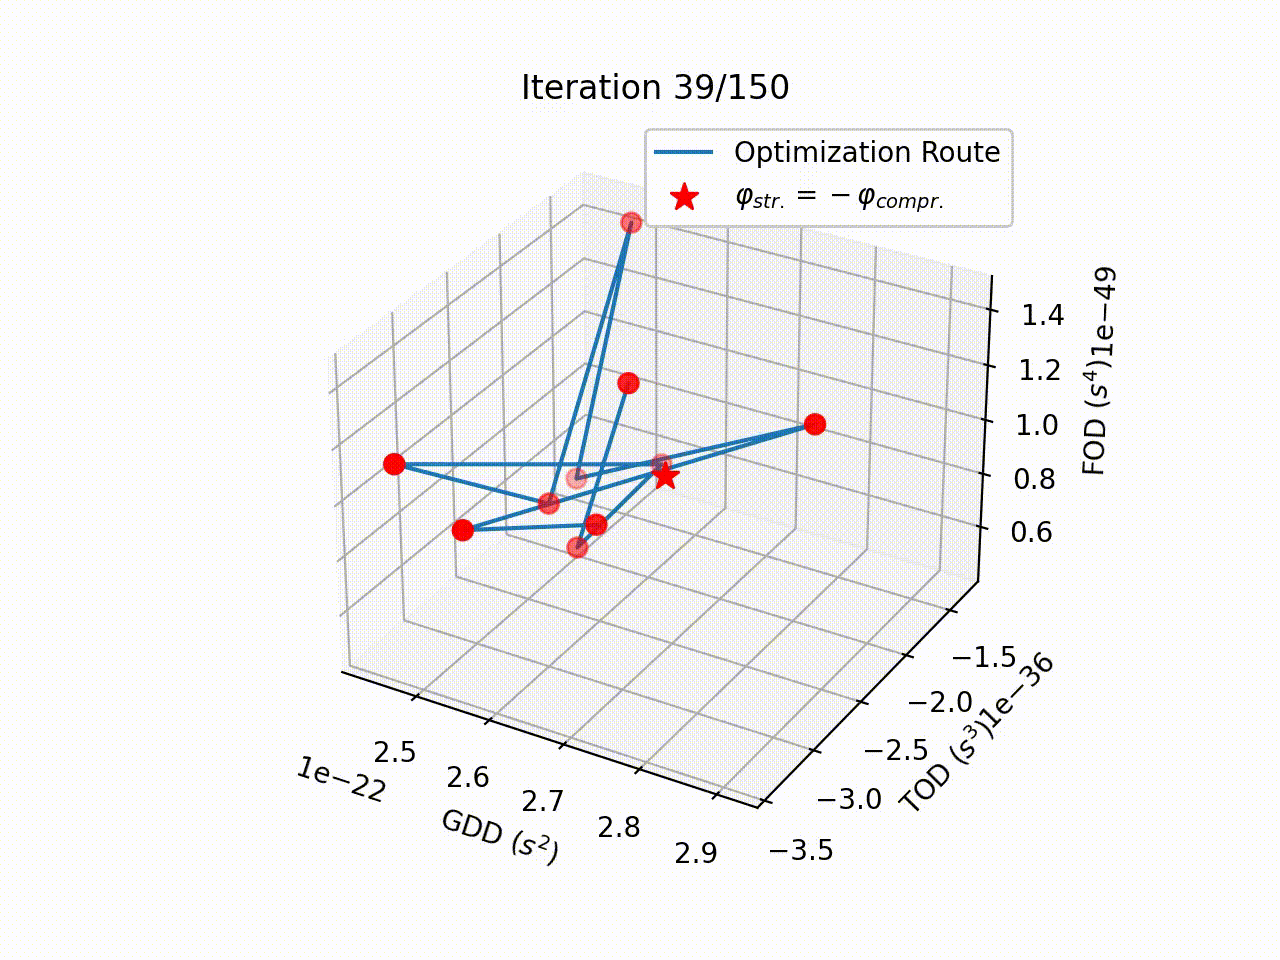 Iteration 39/150
Optimization Route
φstr. = − φcompr.
1.4
1.2
1.0
0.8
0.6
FOD (s⁴)1e−49
−1.5
−2.0
−2.5
−3.0
−3.5
TOD (s³)1e−36
2.5
2.6
2.7
2.8
2.9
1e−22
GDD (s²)